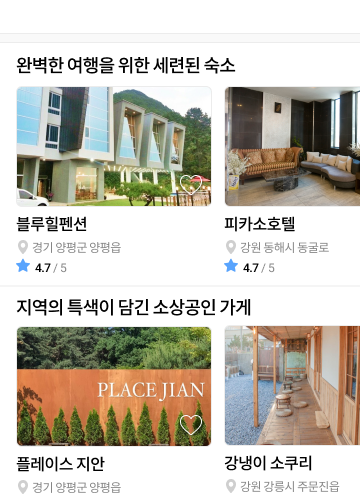 완벽한 여행을 위한 세련된 숙소
블루힐펜션
피카소호텔
경기 양평군 양평읍
강원 동해시 동굴로
4.7 / 5
4.7 / 5
지역의 특색이 담긴 소상공인 가게
PLACE JIAN
플레이스 지안
강냉이 소쿠리
경기 양평군 양평읍
강원 강릉시 주문진읍